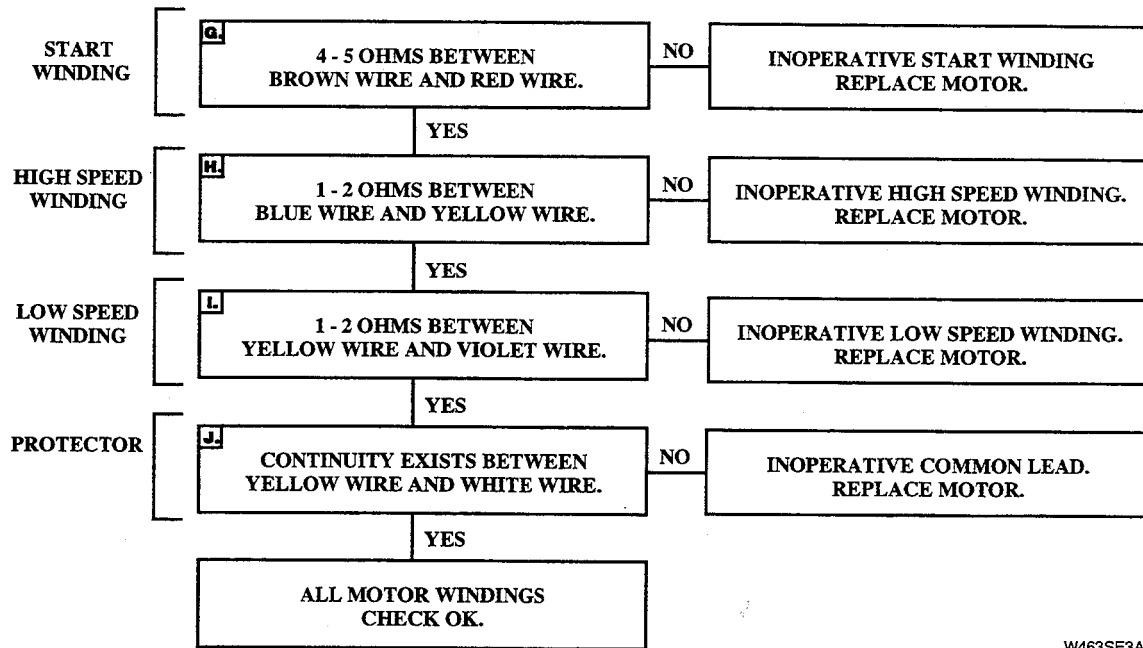 START
WINDING
G.
4 - 5 OHMS BETWEEN
BROWN WIRE AND RED WIRE.
NO
INOPERATIVE START WINDING
REPLACE MOTOR.
YES
HIGH SPEED
WINDING
H.
1 - 2 OHMS BETWEEN
BLUE WIRE AND YELLOW WIRE.
NO
INOPERATIVE HIGH SPEED WINDING.
REPLACE MOTOR.
YES
LOW SPEED
WINDING
I.
1 - 2 OHMS BETWEEN
YELLOW WIRE AND VIOLET WIRE.
NO
INOPERATIVE LOW SPEED WINDING.
REPLACE MOTOR.
YES
PROTECTOR
J.
CONTINUITY EXISTS BETWEEN
YELLOW WIRE AND WHITE WIRE.
NO
INOPERATIVE COMMON LEAD.
REPLACE MOTOR.
YES
ALL MOTOR WINDINGS
CHECK OK.
W463SE3A